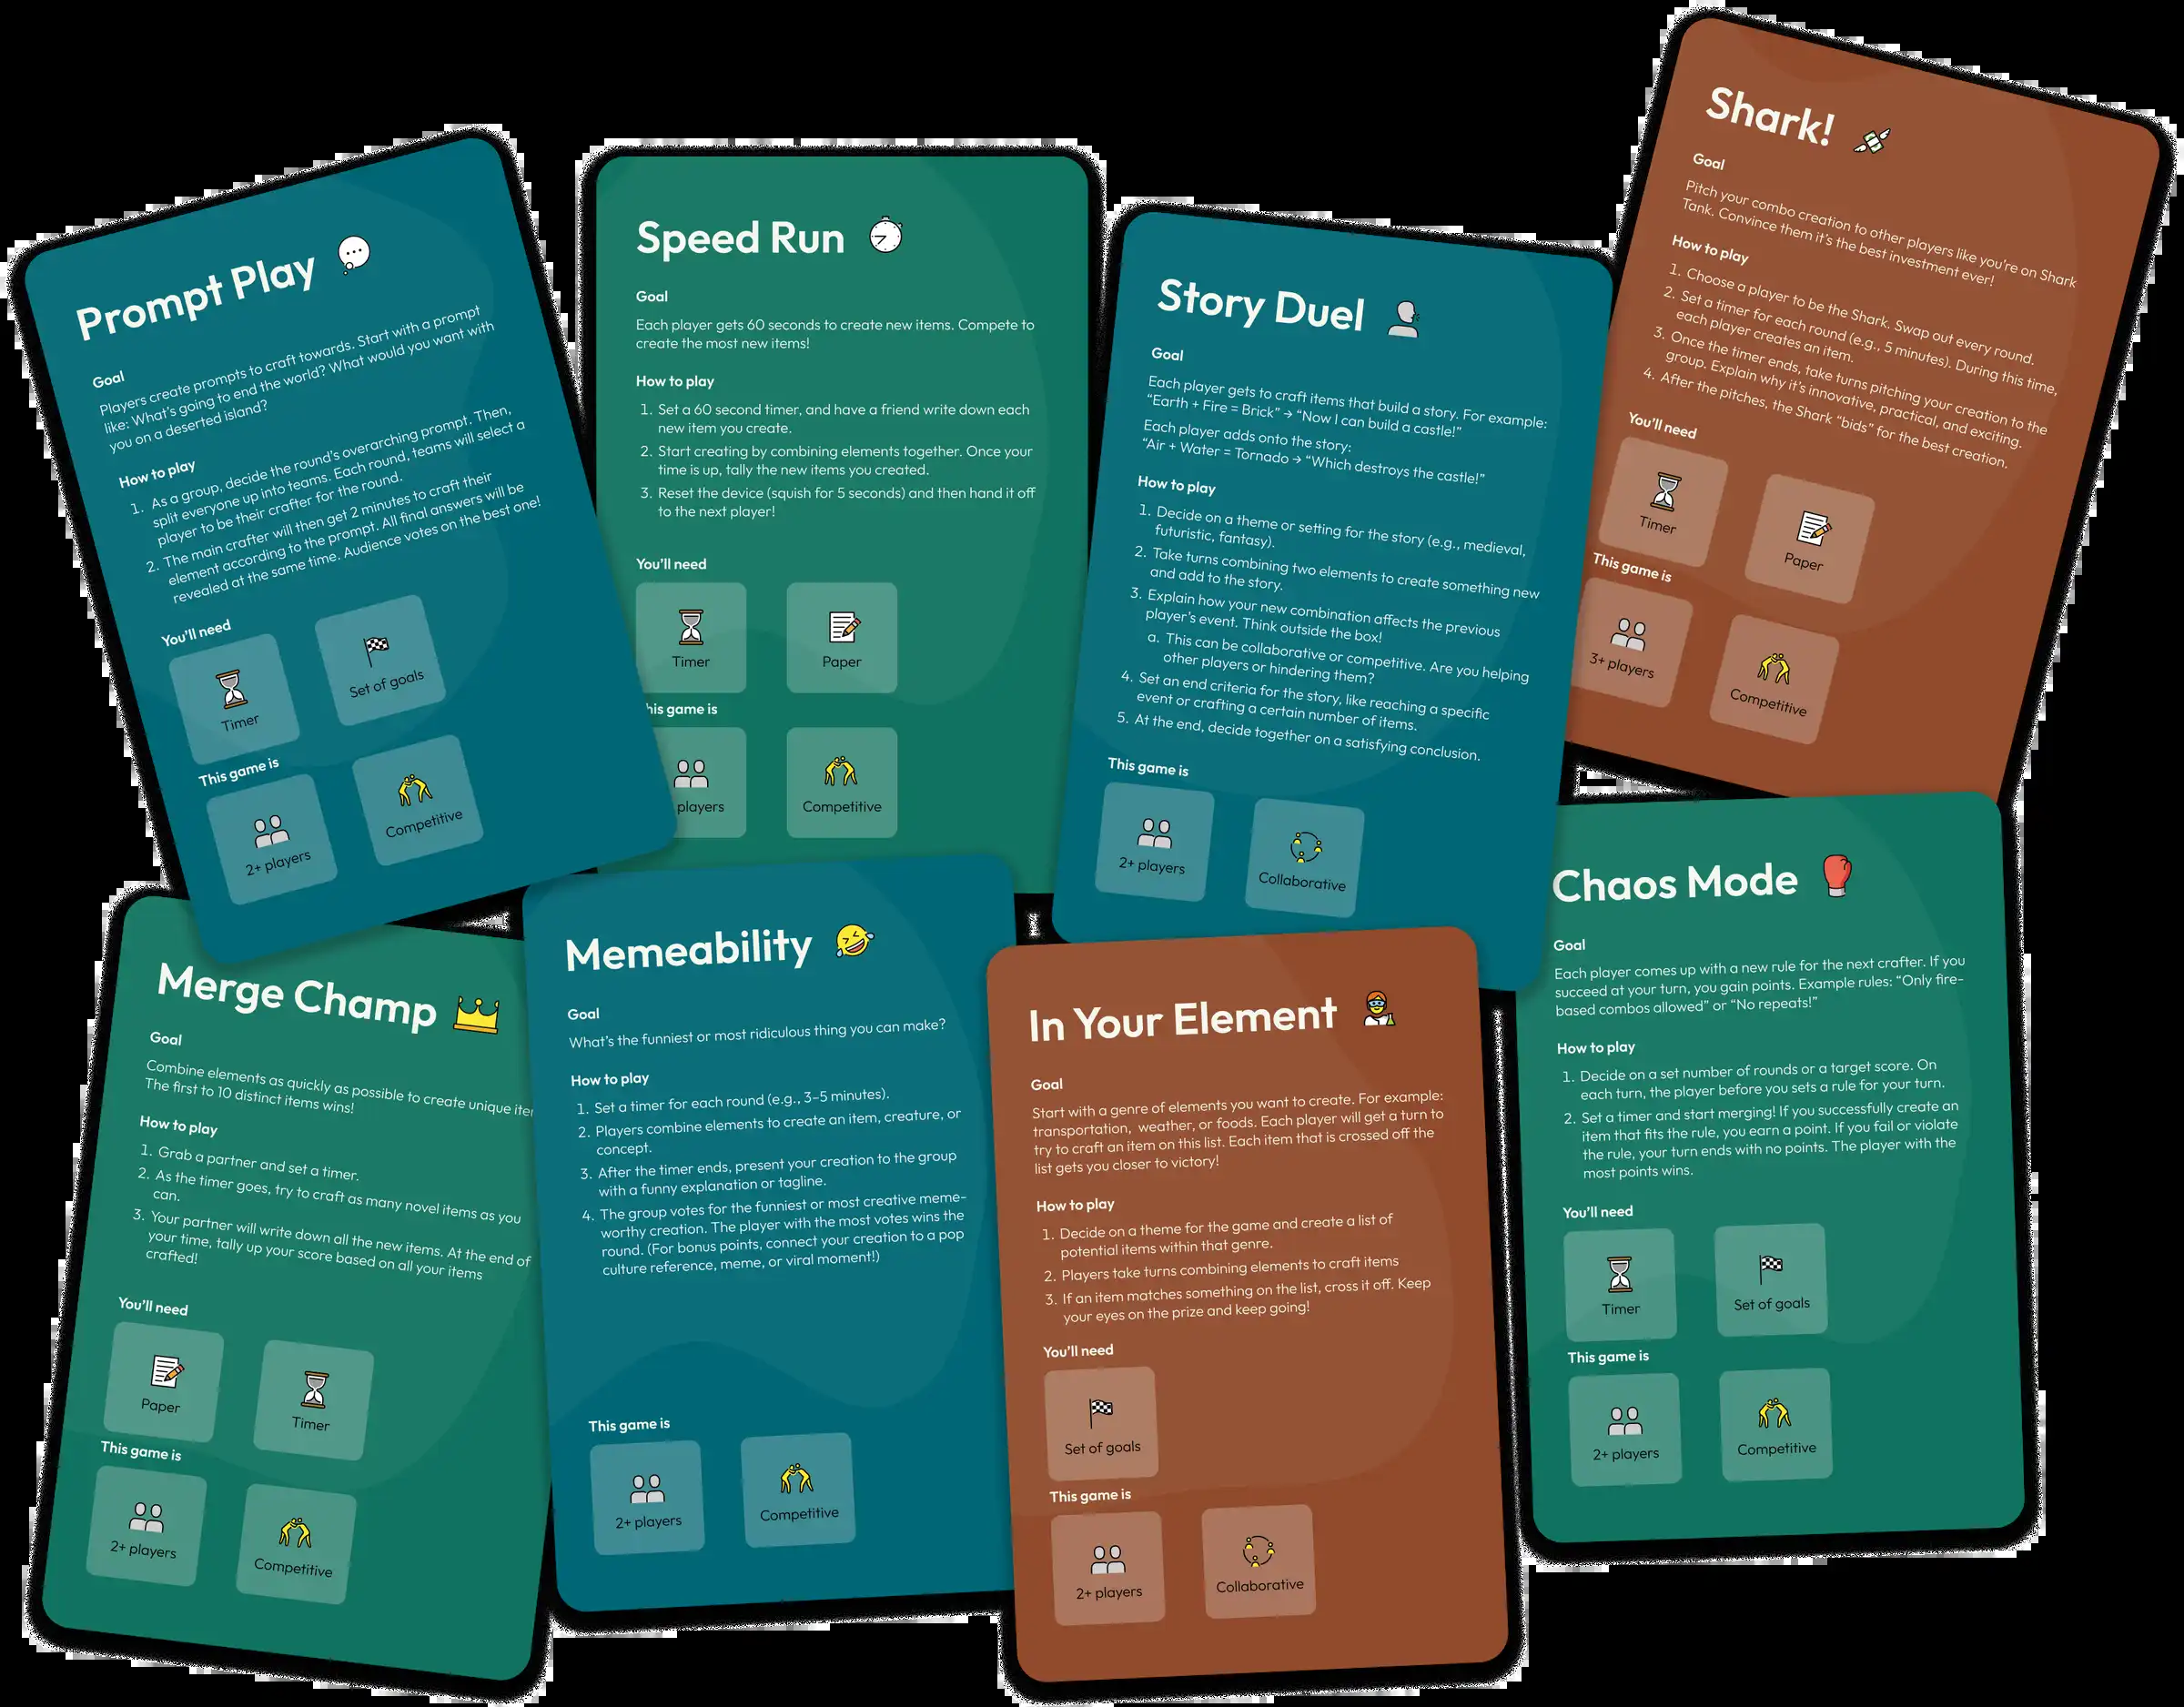 Prompt Play
Goal
Players create prompts to craft towards. Start with a prompt
like: What's going to end the world? What would you want with
you on a deserted island?
How to play
1. As a group, decide the round's overarching prompt. Then,
split everyone up into teams. Each round, teams will select a
player to be their crafter for the round.
2. The main crafter will then get 2 minutes to craft their
element according to the prompt. All final answers will be
revealed at the same time. Audience votes on the best one!
You'll need
Timer
Set of goals
This game is
2+ players
Competitive
Speed Run
Goal
Each player gets 60 seconds to create new items. Compete to
create the most new items!
How to play
1. Set a 60 second timer, and have a friend write down each
new item you create.
2. Start creating by combining elements together. Once your
time is up, tally the new items you created.
3. Reset the device (squish for 5 seconds) and then hand it off
to the next player!
You'll need
Timer
Paper
his game is
players
Competitive
Story Duel
Goal
Each player gets to craft items that build a story. For example:
"Earth + Fire = Brick" → "Now I can build a castle!"
Each player adds onto the story:
"Air + Water = Tornado → "Which destroys the castle!"
How to play
1. Decide on a theme or setting for the story (e.g., medieval,
futuristic, fantasy).
2. Take turns combining two elements to create something new
and add to the story.
3. Explain how your new combination affects the previous
player's event. Think outside the box!
a. This can be collaborative or competitive. Are you helping
other players or hindering them?
4. Set an end criteria for the story, like reaching a specific
event or crafting a certain number of items.
5. At the end, decide together on a satisfying conclusion.
This game is
2+ players
Collaborative
Shark!
Goal
Pitch your combo creation to other players like you're on Shark
Tank. Convince them it's the best investment ever!
How to play
1. Choose a player to be the Shark. Swap out every round.
2. Set a timer for each round (e.g., 5 minutes). During this time,
each player creates an item.
3. Once the timer ends, take turns pitching your creation to the
group. Explain why it's innovative, practical, and exciting.
4. After the pitches, the Shark "bids" for the best creation.
You'll need
Timer
Paper
This game is
3+ players
Competitive
Merge Champ
Goal
Combine elements as quickly as possible to create unique iter
The first to 10 distinct items wins!
How to play
1. Grab a partner and set a timer.
2. As the timer goes, try to craft as many novel items as you
can.
3. Your partner will write down all the new items. At the end of
your time, tally up your score based on all your items
crafted!
You'll need
Paper
Timer
This game is
2+ players
Competitive
Memeability
Goal
What's the funniest or most ridiculous thing you can make?
How to play
1. Set a timer for each round (e.g., 3–5 minutes).
2. Players combine elements to create an item, creature, or
concept.
3. After the timer ends, present your creation to the group
with a funny explanation or tagline.
4. The group votes for the funniest or most creative meme-
worthy creation. The player with the most votes wins the
round. (For bonus points, connect your creation to a pop
culture reference, meme, or viral moment!)
This game is
2+ players
Competitive
In Your Element
Goal
Start with a genre of elements you want to create. For example:
transportation, weather, or foods. Each player will get a turn to
try to craft an item on this list. Each item that is crossed off the
list gets you closer to victory!
How to play
1. Decide on a theme for the game and create a list of
potential items within that genre.
2. Players take turns combining elements to craft items
3. If an item matches something on the list, cross it off. Keep
your eyes on the prize and keep going!
You'll need
Set of goals
This game is
2+ players
Collaborative
Chaos Mode
Goal
Each player comes up with a new rule for the next crafter. If you
succeed at your turn, you gain points. Example rules: "Only fire-
based combos allowed" or "No repeats!"
How to play
1. Decide on a set number of rounds or a target score. On
each turn, the player before you sets a rule for your turn.
2. Set a timer and start merging! If you successfully create an
item that fits the rule, you earn a point. If you fail or violate
the rule, your turn ends with no points. The player with the
most points wins.
You'll need
Timer
Set of goals
This game is
2+ players
Competitive